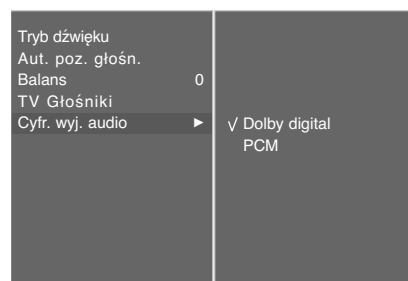 Tryb dźwięku
Aut. poz. głośn.
Balans 0
TV Głośniki
Cyfr. wyj. audio ►
√ Dolby digital
PCM